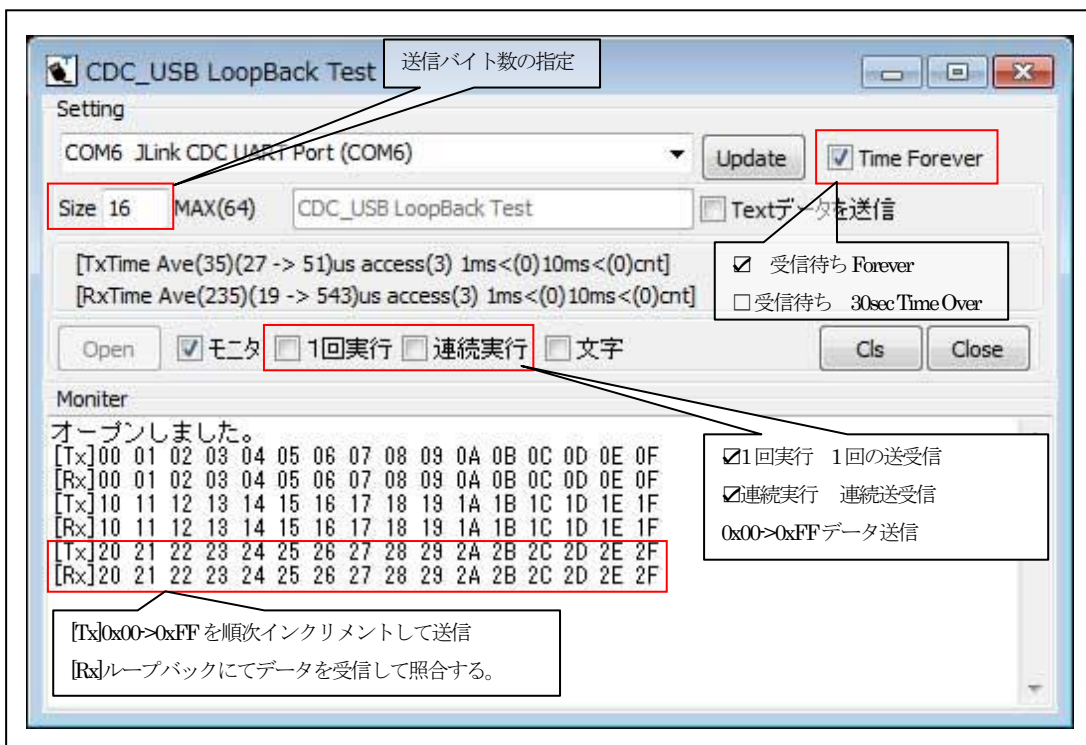 CDC_USB LoopBack Test
送信バイト数の指定
Setting
COM6 JLink CDC UART Port (COM6)
Update
Time Forever
Size 16 MAX(64)
CDC_USB LoopBack Test
Textデータを送信
[TxTime Ave(35)(27 -> 51)us access(3) 1ms<(0)10ms<(0)cnt]
[RxTime Ave(235)(19 -> 543)us access(3) 1ms<(0)10ms<(0)cnt]
☑ 受信待ち Forever
□受信待ち 30sec Time Over
Open
モニタ
1回実行
連続実行
文字
Cls
Close
Moniter
オープンしました。
[Tx]00 01 02 03 04 05 06 07 08 09 0A 0B 0C 0D 0E 0F
[Rx]00 01 02 03 04 05 06 07 08 09 0A 0B 0C 0D 0E 0F
[Tx]10 11 12 13 14 15 16 17 18 19 1A 1B 1C 1D 1E 1F
[Rx]10 11 12 13 14 15 16 17 18 19 1A 1B 1C 1D 1E 1F
[Tx]20 21 22 23 24 25 26 27 28 29 2A 2B 2C 2D 2E 2F
[Rx]20 21 22 23 24 25 26 27 28 29 2A 2B 2C 2D 2E 2F
☑1回実行 1回の送受信
☑連続実行 連続送受信
0x00->0xFFデータ送信
[Tx]0x00->0xFFを順次インクリメントして送信
[Rx]ループバックにてデータを受信して照合する。